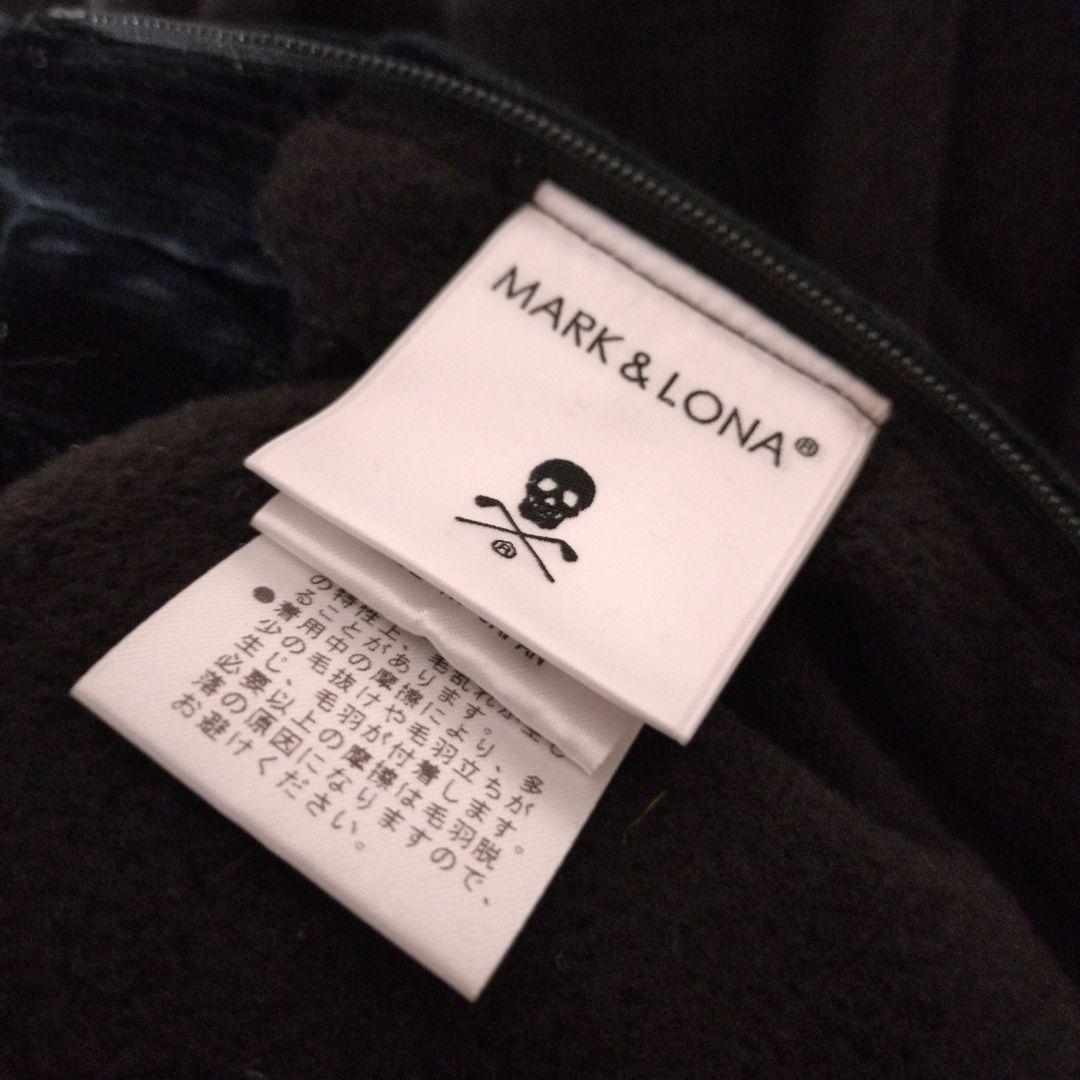 MARK & LONA®
®
の特性上、毛乱れが生じ
ることがあります。
●着用中の摩擦により、多
少の毛抜けや毛羽立ちが
生じ、毛羽が付着します。
必要以上の摩擦は毛羽脱
落の原因になりますので、
お避けください。